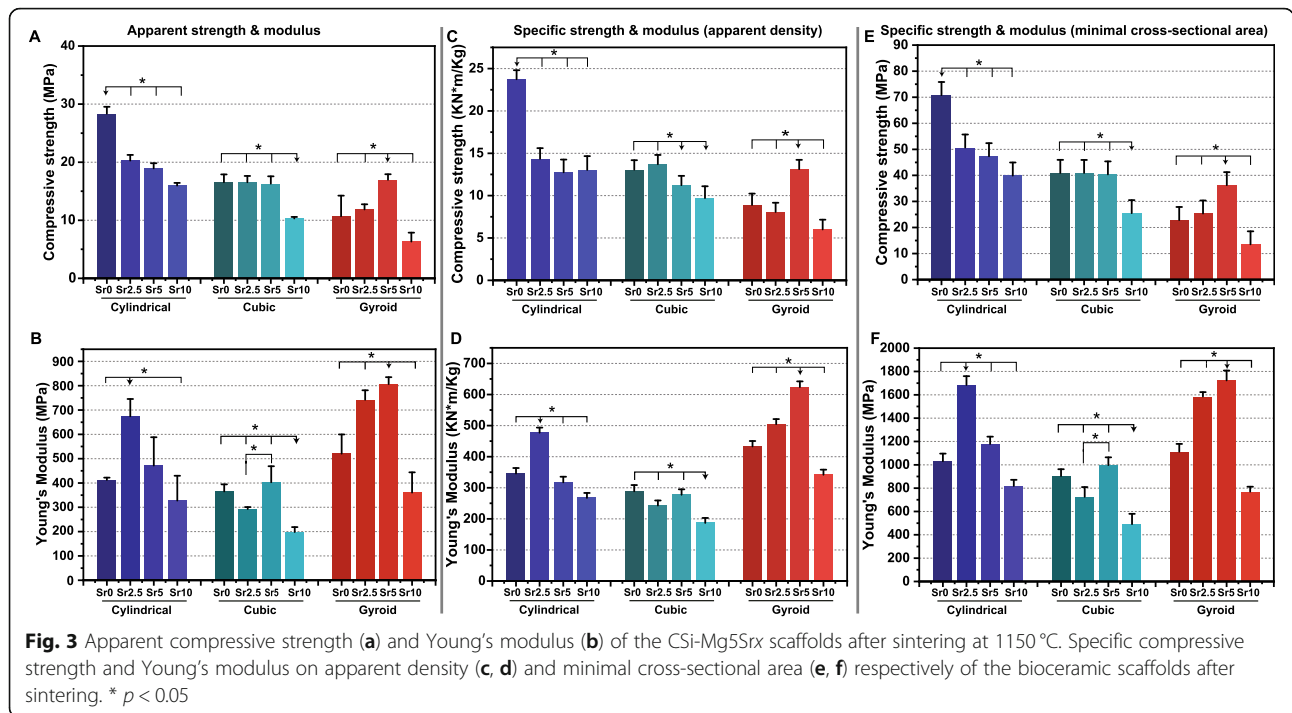 Apparent strength & modulus
A
Compressive strength (MPa)
40
30
20
10
0
*
*
*
Sr0 Sr2.5 Sr5 Sr10 Sr0 Sr2.5 Sr5 Sr10 Sr0 Sr2.5 Sr5 Sr10
Cylindrical Cubic Gyroid
B
Young's Modulus (MPa)
900
800
700
600
500
400
300
200
100
0
*
*
*
*
Sr0 Sr2.5 Sr5 Sr10 Sr0 Sr2.5 Sr5 Sr10 Sr0 Sr2.5 Sr5 Sr10
Cylindrical Cubic Gyroid
Specific strength & modulus (apparent density)
C
Compressive strength (KN*m/Kg)
25
20
15
10
5
0
*
*
*
Sr0 Sr2.5 Sr5 Sr10 Sr0 Sr2.5 Sr5 Sr10 Sr0 Sr2.5 Sr5 Sr10
Cylindrical Cubic Gyroid
D
Young's Modulus (KN*m/Kg)
700
600
500
400
300
200
100
0
*
*
*
Sr0 Sr2.5 Sr5 Sr10 Sr0 Sr2.5 Sr5 Sr10 Sr0 Sr2.5 Sr5 Sr10
Cylindrical Cubic Gyroid
Specific strength & modulus (minimal cross-sectional area)
E
Compressive strength (MPa)
90
80
70
60
50
40
30
20
10
0
*
*
*
Sr0 Sr2.5 Sr5 Sr10 Sr0 Sr2.5 Sr5 Sr10 Sr0 Sr2.5 Sr5 Sr10
Cylindrical Cubic Gyroid
F
Young's Modulus (MPa)
2000
1800
1600
1400
1200
1000
800
600
400
200
0
*
*
*
*
Sr0 Sr2.5 Sr5 Sr10 Sr0 Sr2.5 Sr5 Sr10 Sr0 Sr2.5 Sr5 Sr10
Cylindrical Cubic Gyroid
Fig. 3 Apparent compressive strength (a) and Young's modulus (b) of the CSi-Mg5Srx scaffolds after sintering at 1150 °C. Specific compressive
strength and Young's modulus on apparent density (c, d) and minimal cross-sectional area (e, f) respectively of the bioceramic scaffolds after
sintering. * p < 0.05